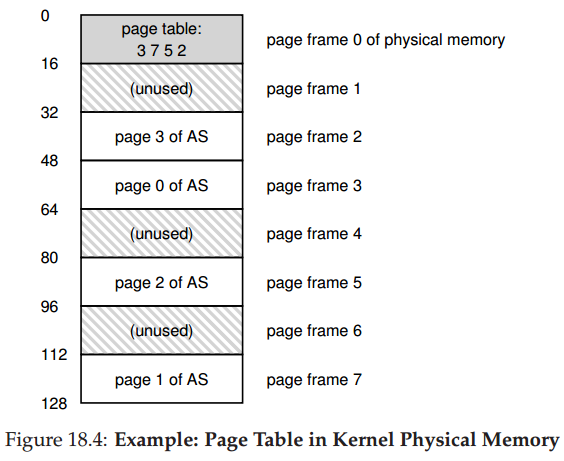 0
page table:
3 7 5 2
page frame 0 of physical memory
16
(unused)
page frame 1
32
page 3 of AS
page frame 2
48
page 0 of AS
page frame 3
64
(unused)
page frame 4
80
page 2 of AS
page frame 5
96
(unused)
page frame 6
112
page 1 of AS
page frame 7
128
Figure 18.4: Example: Page Table in Kernel Physical Memory